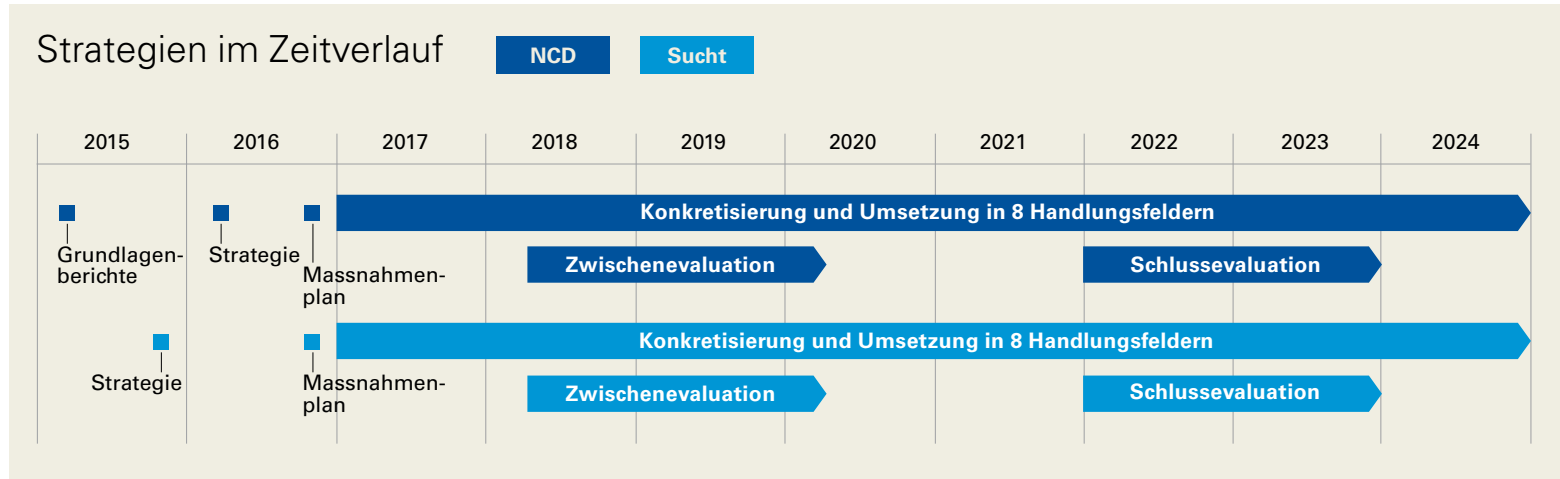 Strategien im Zeitverlauf NCD Sucht
2015 2016 2017 2018 2019 2020 2021 2022 2023 2024
Konkretisierung und Umsetzung in 8 Handlungsfeldern
Grundlagen-
berichte
Strategie
Massnahmen-
plan
Zwischenevaluation
Schlussevaluation
Konkretisierung und Umsetzung in 8 Handlungsfeldern
Strategie
Massnahmen-
plan
Zwischenevaluation
Schlussevaluation